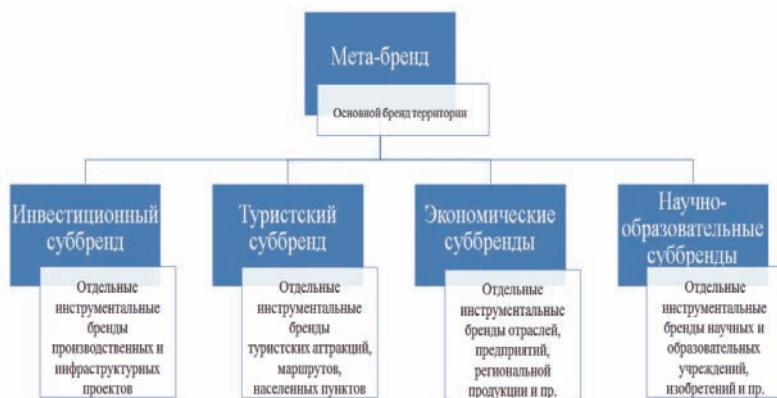 Мета-бренд
Основной бренд территории
Инвестиционный
суббренд
Отдельные
инструментальные
бренды
производственных и
инфраструктурных
проектов
Туристский
суббренд
Отдельные
инструментальные
бренды
туристских аттракций,
маршрутов,
населенных пунктов
Экономические
суббренды
Отдельные
инструментальные
бренды отраслей,
предприятий,
региональной
продукции и пр.
Научно-
образовательные
суббренды
Отдельные
инструментальные
бренды научных и
образовательных
учреждений,
изобретений и пр.